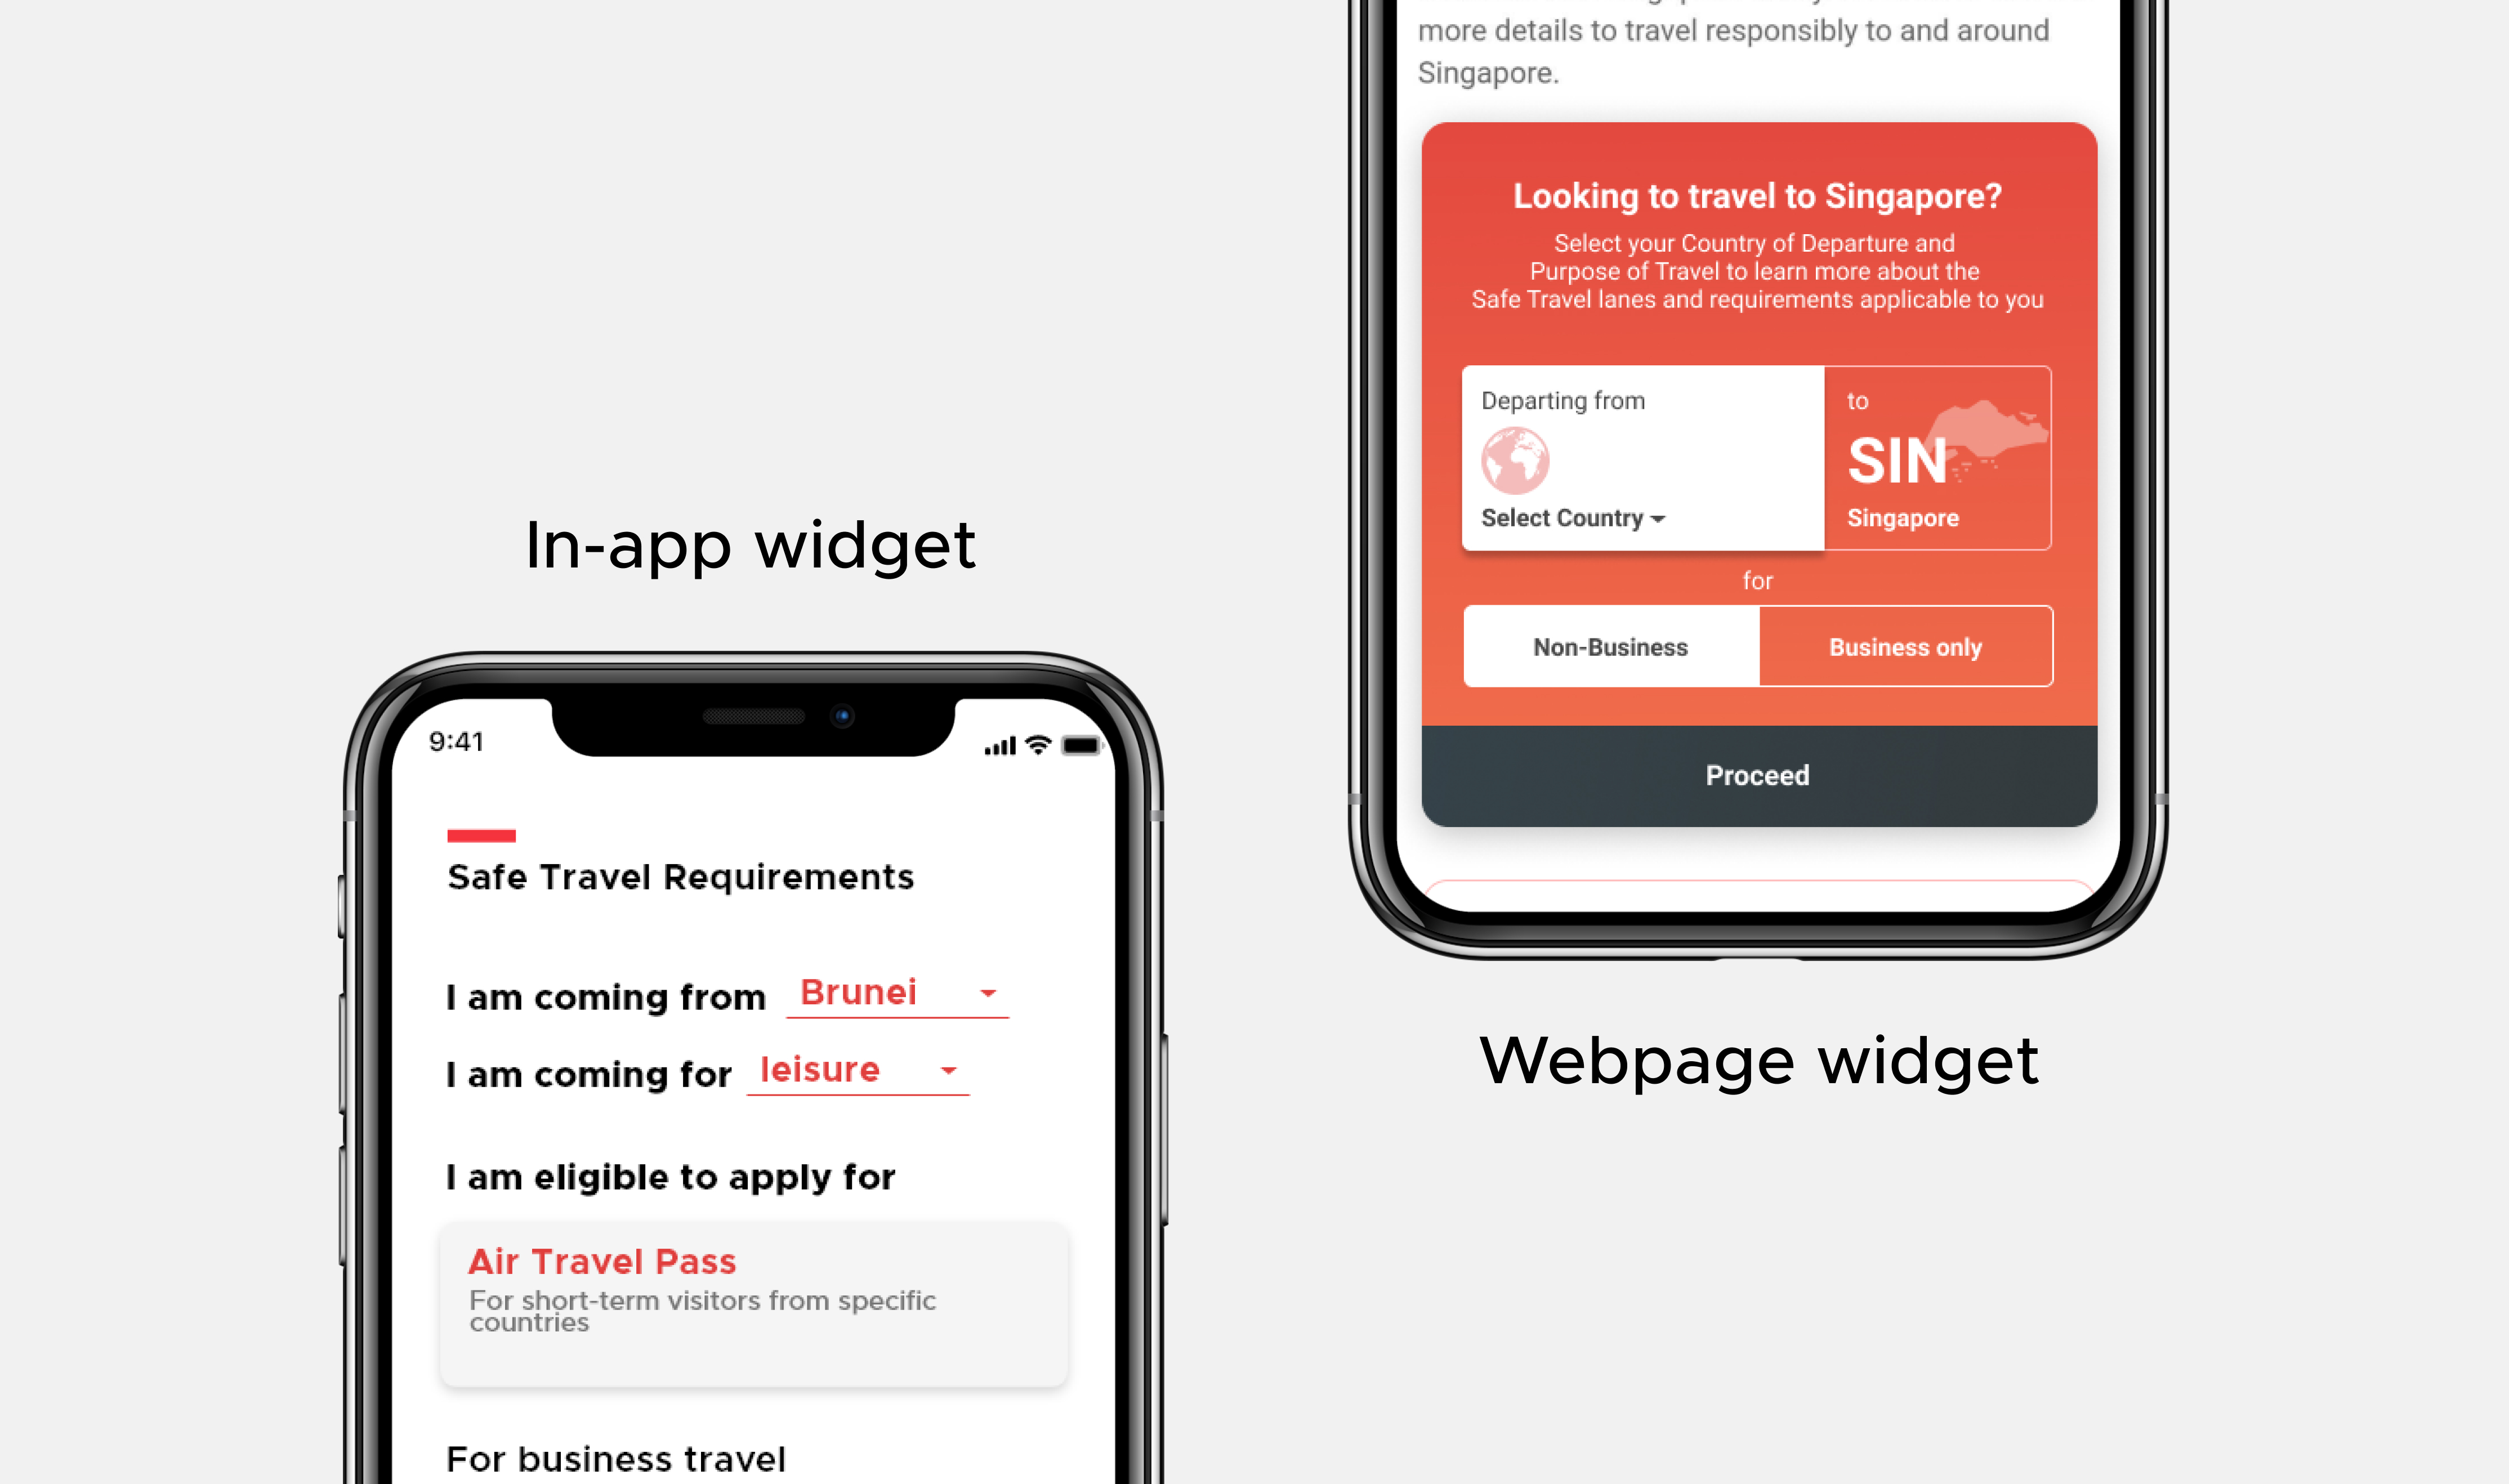 In-app widget
9:41
Safe Travel Requirements
I am coming from Brunei
I am coming for leisure
I am eligible to apply for
Air Travel Pass
For short-term visitors from specific
countries
For business travel
more details to travel responsibly to and around
Singapore.
Looking to travel to Singapore?
Select your Country of Departure and
Purpose of Travel to learn more about the
Safe Travel lanes and requirements applicable to you
Departing from
to
SIN
Select Country
Singapore
for
Non-Business
Business only
Proceed
Webpage widget